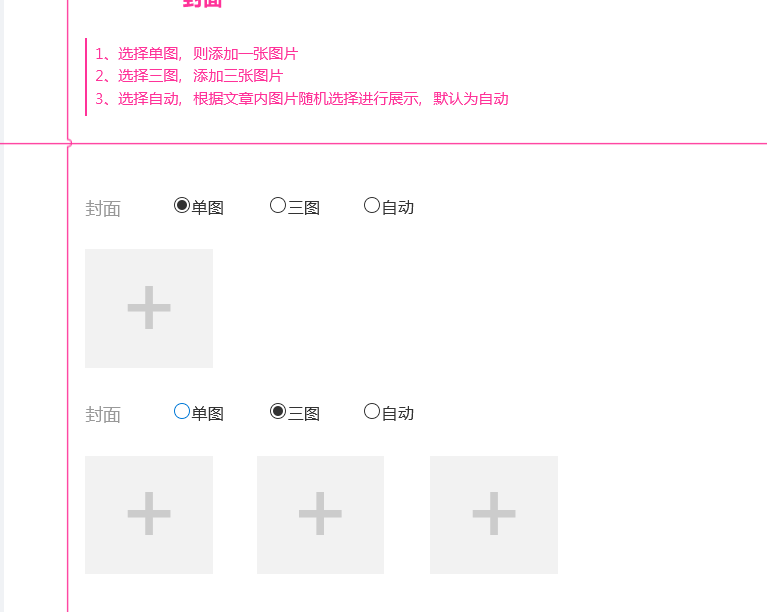 封面
1、选择单图，则添加一张图片
2、选择三图，添加三张图片
3、选择自动，根据文章内图片随机选择进行展示，默认为自动
封面 单图 三图 自动
封面 单图 三图 自动